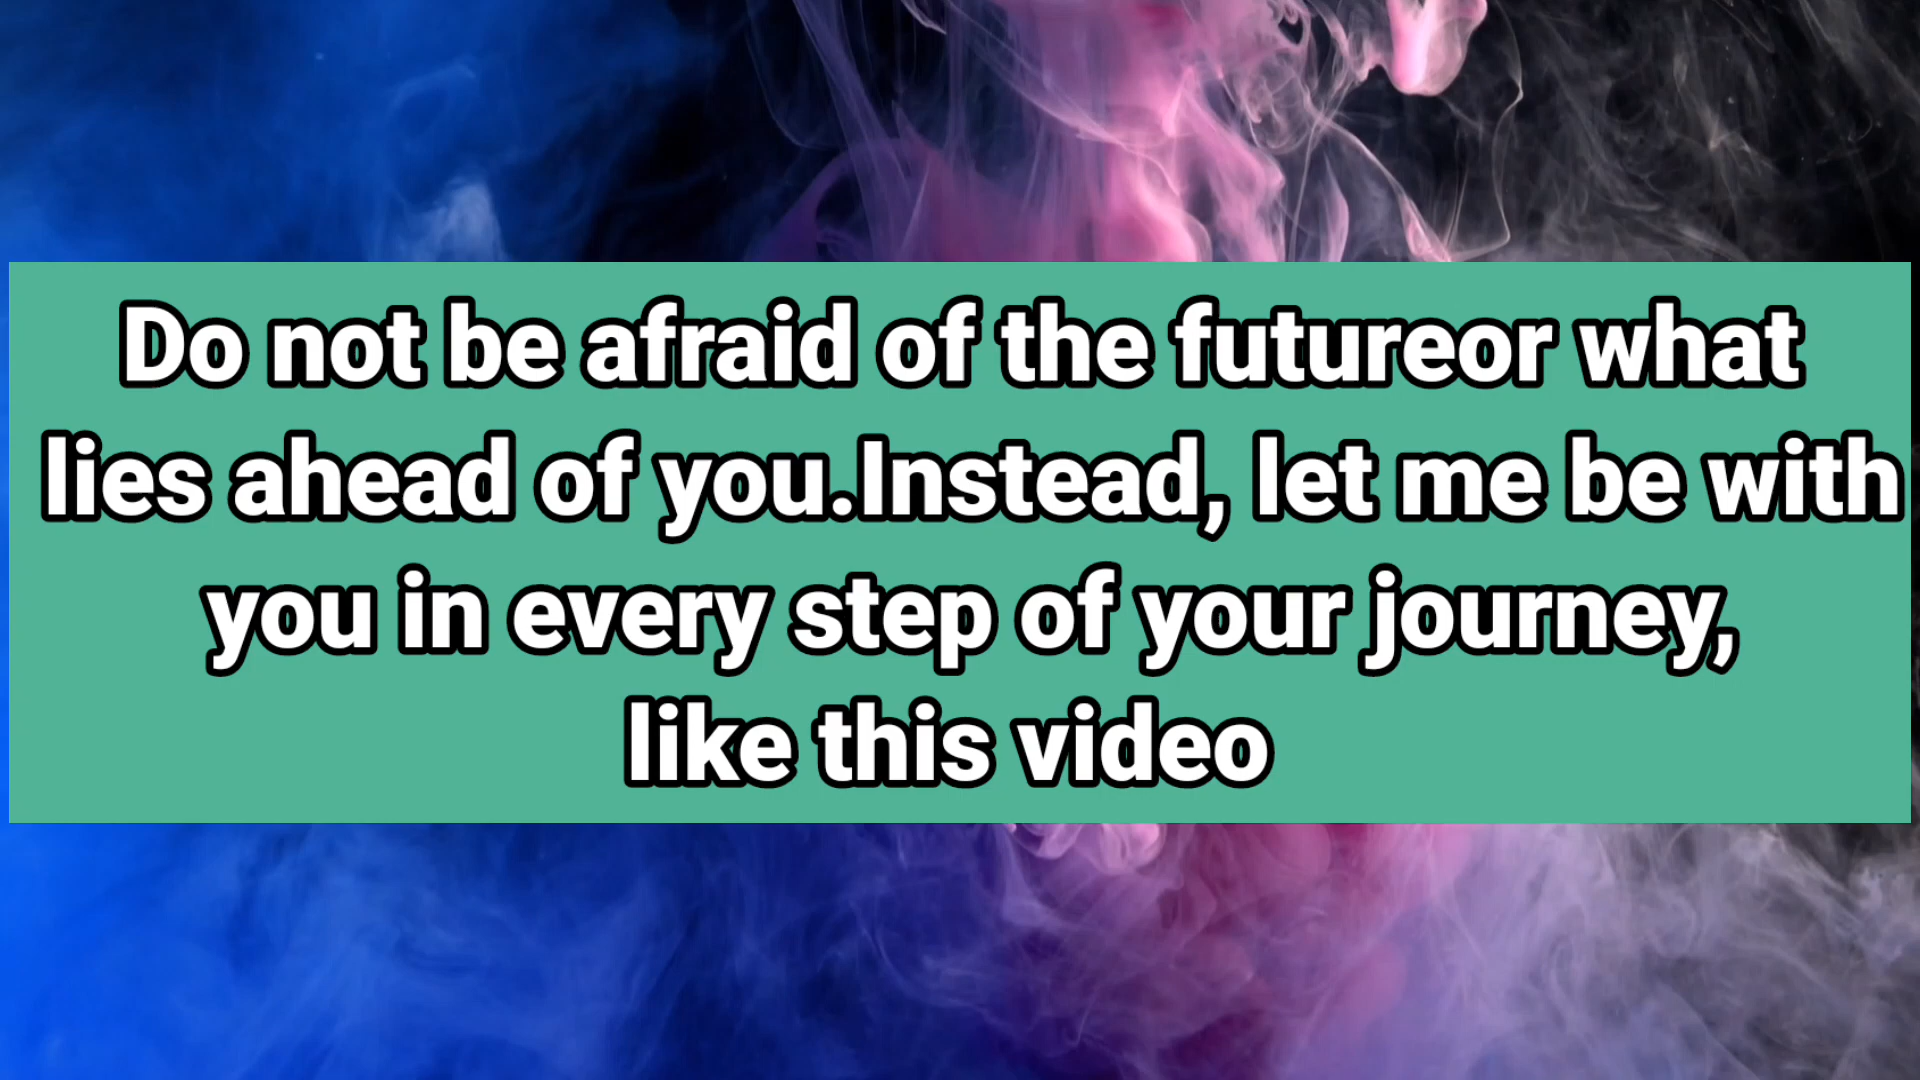 Do not be afraid of the futureor what
lies ahead of you.Instead, let me be with
you in every step of your journey,
like this video